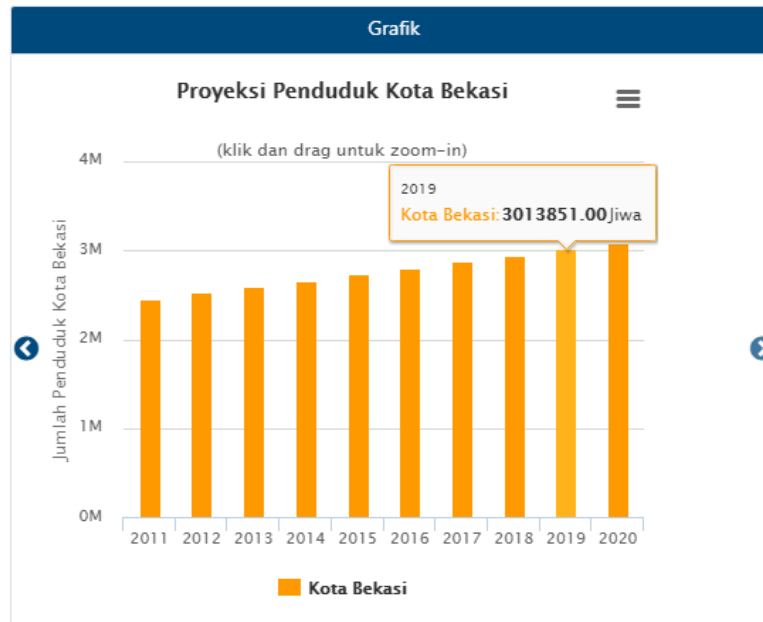 Grafik
Proyeksi Penduduk Kota Bekasi
(klik dan drag untuk zoom-in)
2019
Kota Bekasi: 3013851.00 Jiwa
Jumlah Penduduk Kota Bekasi
4M
3M
2M
1M
0M
2011 2012 2013 2014 2015 2016 2017 2018 2019 2020
Kota Bekasi